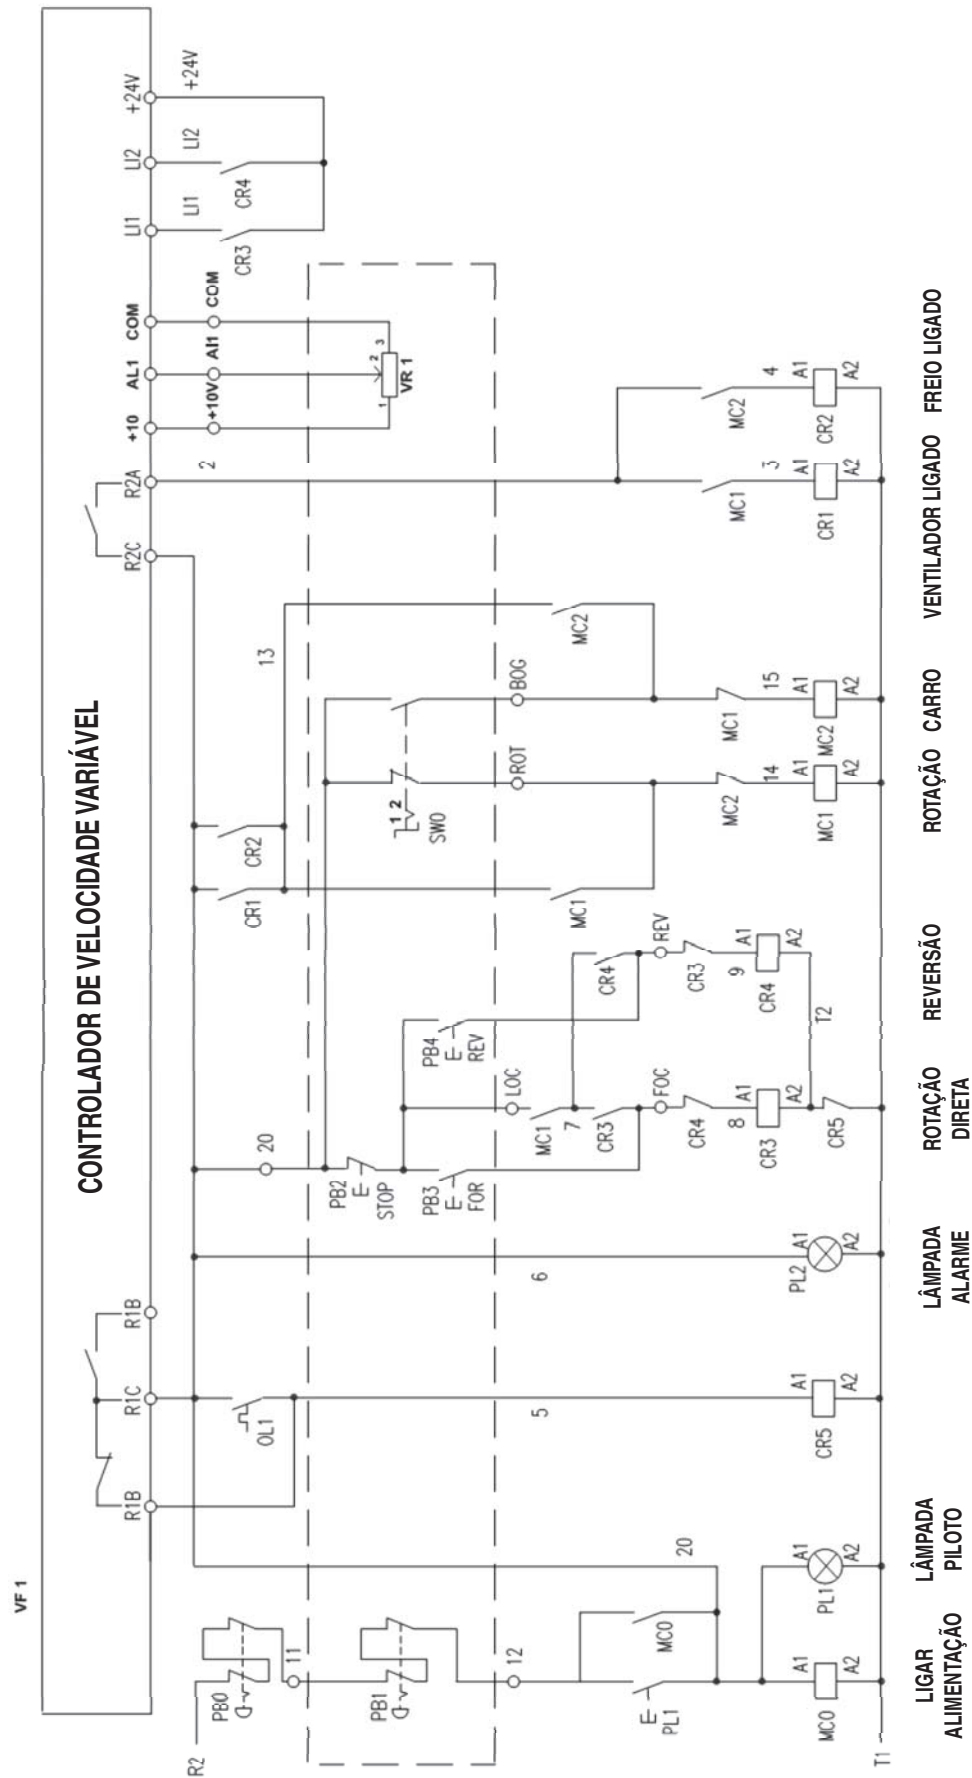 VF 1
CONTROLADOR DE VELOCIDADE VARIÁVEL
R1B
R1C
R1B
R2C
R2A
+10
AL1
COM
LI1
LI2
+24V
2
+10V
AI1
COM
LI1
LI2
+24V
R2
PB0
11
OL1
20
CR1
CR2
13
CR3
CR4
1
2
3
VR 1
PB1
12
PB2
STOP
PB3
FOR
PB4
REV
1 2
SW0
LOC
ROT
BOG
PL1
MC0
20
5
6
MC1
7
CR3
CR4
MC1
MC2
FOC
REV
CR4
CR3
MC2
MC1
MC1
MC2
8
9
14
15
3
4
A1
MC0
A2
A1
PL1
A2
A1
CR5
A2
A1
PL2
A2
A1
CR3
A2
CR5
A1
CR4
A2
T2
A1
MC1
A2
A1
MC2
A2
A1
CR1
A2
A1
CR2
A2
T1
LIGAR
ALIMENTAÇÃO
LÂMPADA
PILOTO
LÂMPADA
ALARME
ROTAÇÃO
DIRETA
REVERSÃO
ROTAÇÃO
CARRO
VENTILADOR LIGADO
FREIO LIGADO